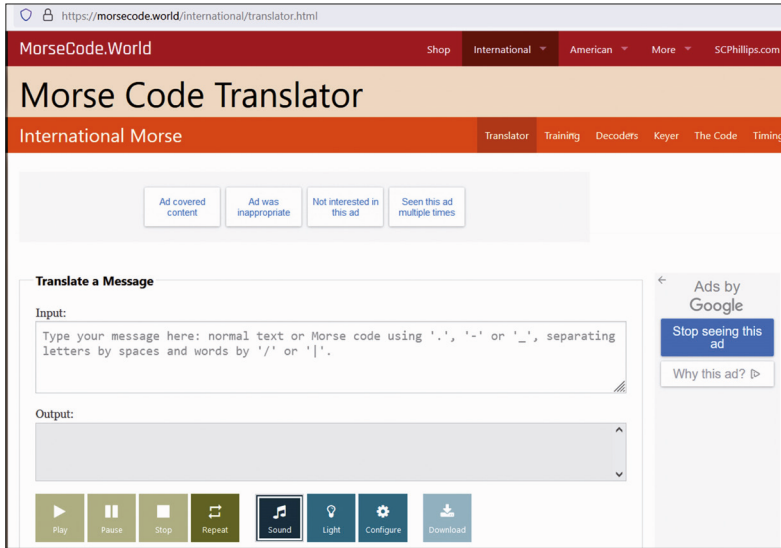 https://morsecode.world/international/translator.html
MorseCode.World Shop International American More SCPhillips.com
Morse Code Translator
International Morse Translator Training Decoders Keyer The Code Timing
Ad covered content
Ad was inappropriate
Not interested in this ad
Seen this ad multiple times
Translate a Message
Input:
Type your message here: normal text or Morse code using '.', '-' or '_', separating
letters by spaces and words by '/' or '|'.
Output:
Play Pause Stop Repeat Sound Light Configure Download
Ads by
Google
Stop seeing this
ad
Why this ad?